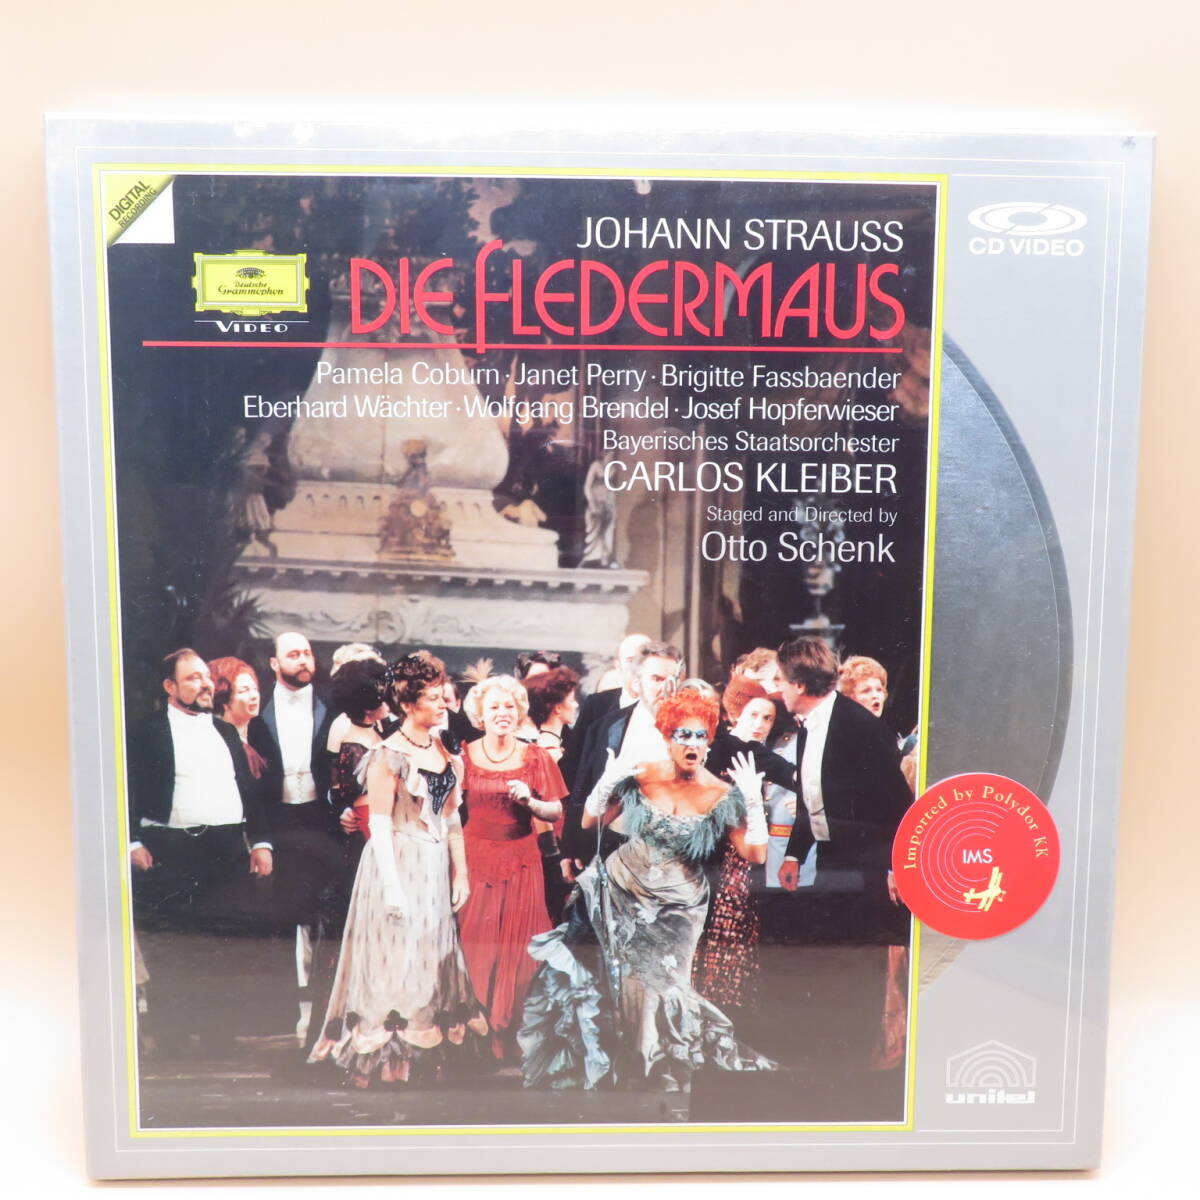 DIGITAL
RECORDING
Deutsche
Grammophon
VIDEO
JOHANN STRAUSS
DIE FLEDERMAUS
Pamela Coburn · Janet Perry · Brigitte Fassbaender
Eberhard Wächter · Wolfgang Brendel · Josef Hopferwieser
Bayerisches Staatsorchester
CARLOS KLEIBER
Staged and Directed by
Otto Schenk
CD VIDEO
Imported by Polydor KK
IMS
unitel